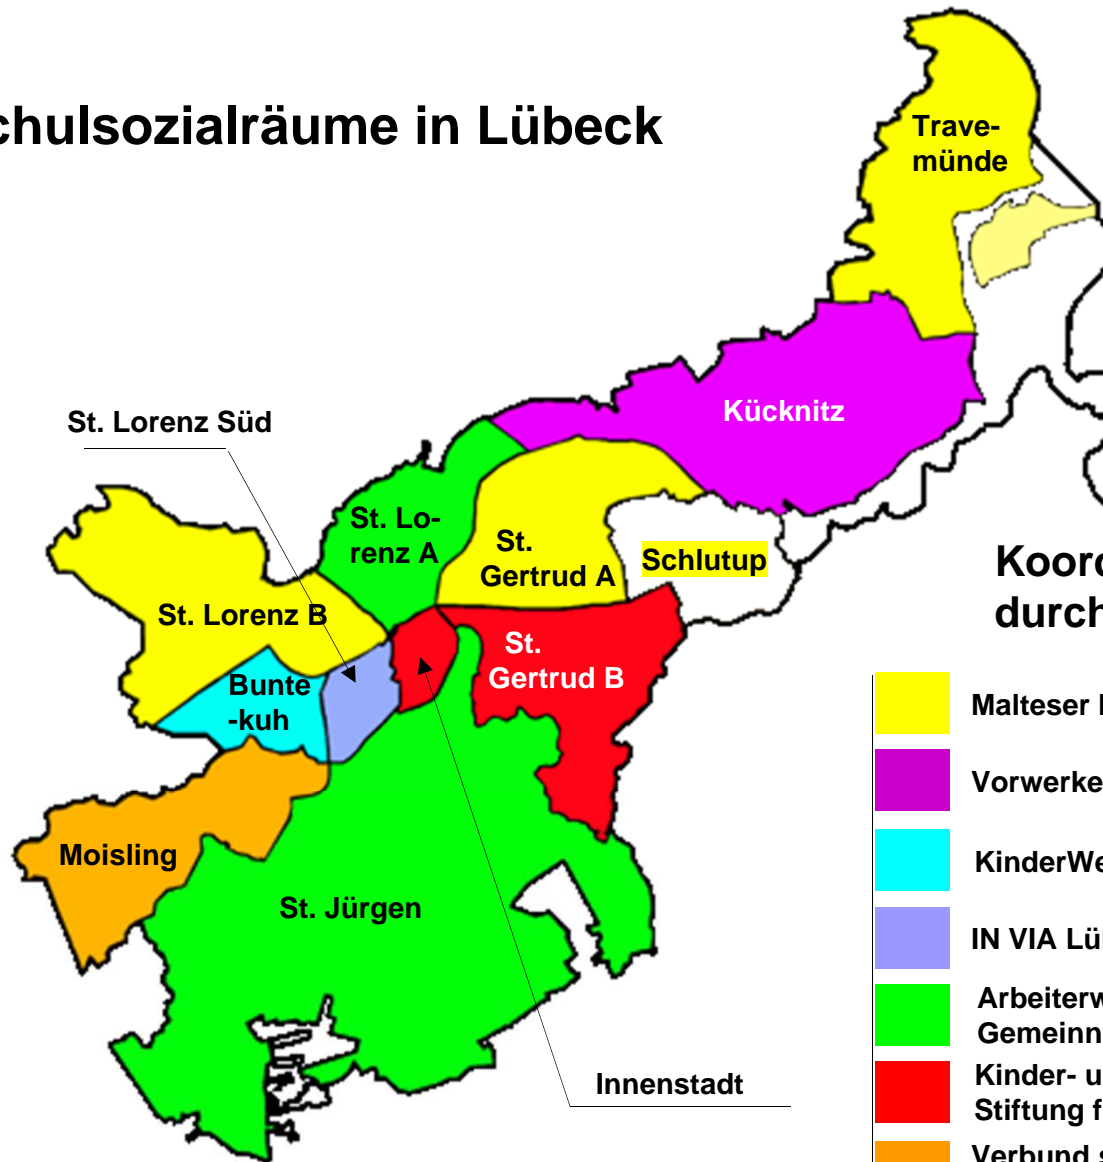 chulsozialräume in Lübeck
Trave-
münde
Kücknitz
St. Lorenz Süd
St. Lo-
renz A
St.
Gertrud A
Schlutup
St. Lorenz B
St.
Gertrud B
Bunte
-kuh
Moisling
St. Jürgen
Innenstadt
Koord
durch
Malteser
Vorwerke
KinderWe
IN VIA Lü
Arbeiterw
Gemeinn
Kinder- u
Stiftung f
Verbund s